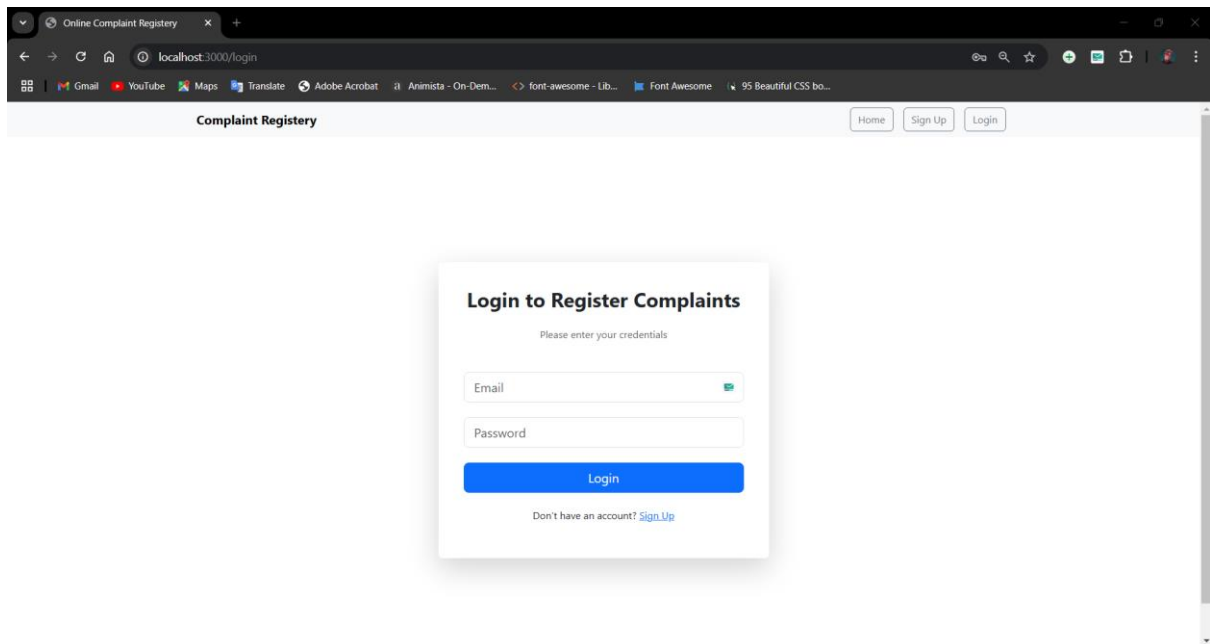 Online Complaint Registery
localhost:3000/login
Gmail YouTube Maps Translate Adobe Acrobat Animista - On-Dem... font-awesome - Lib... Font Awesome 95 Beautiful CSS bo...
Complaint Registery Home Sign Up Login
Login to Register Complaints
Please enter your credentials
Email
Password
Login
Don't have an account? Sign Up